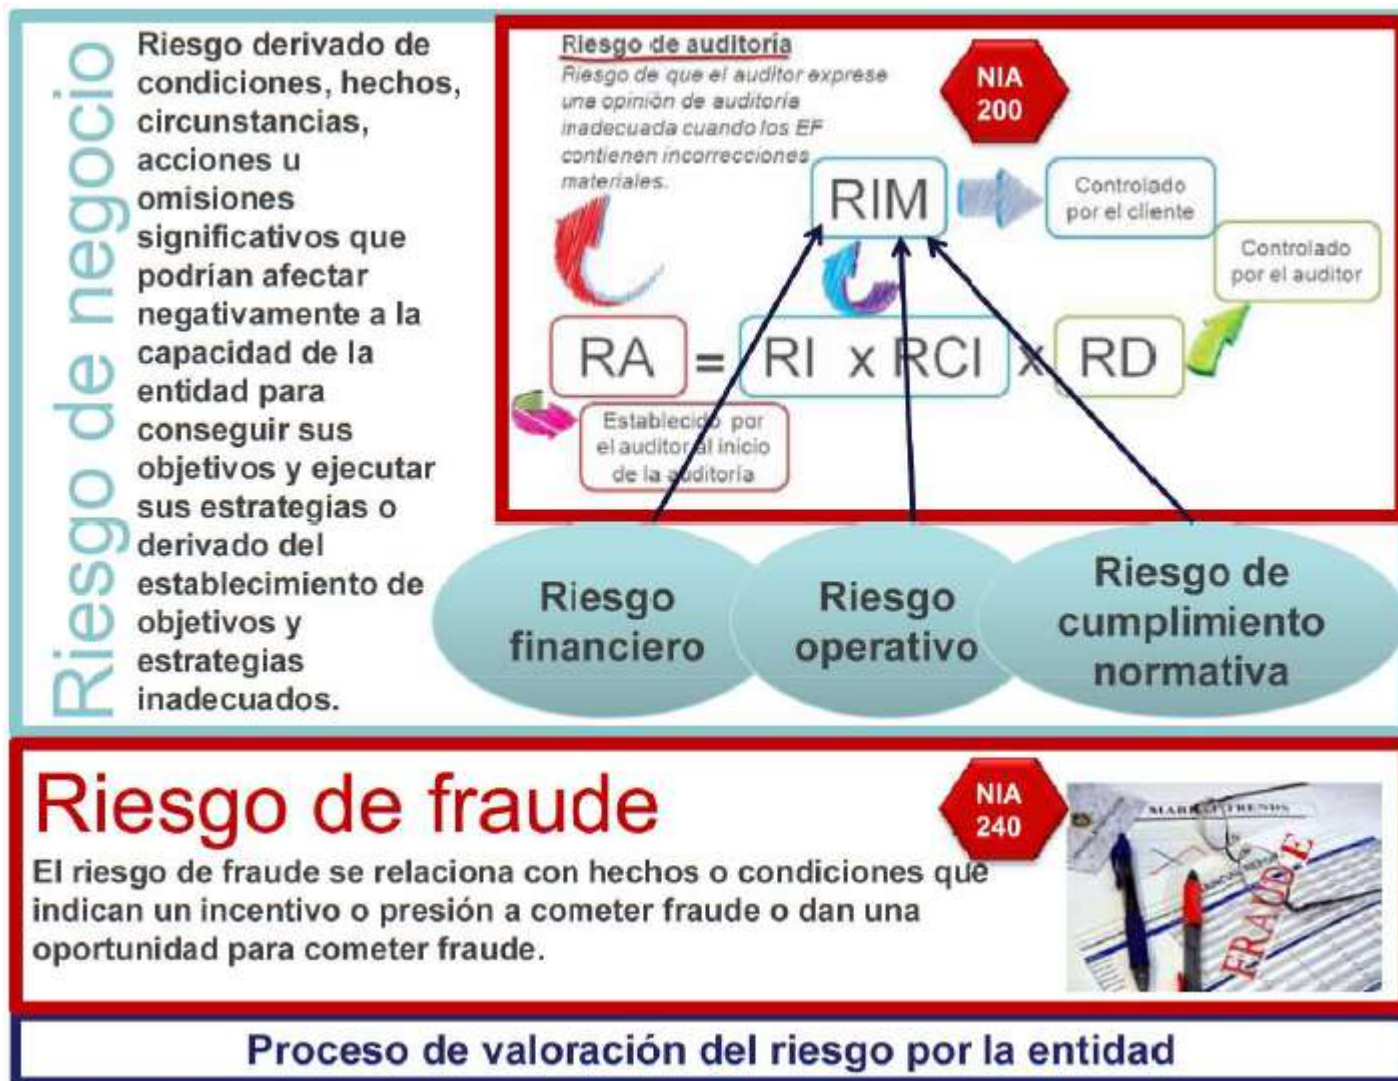 Riesgo de negocio
Riesgo derivado de
condiciones, hechos,
circunstancias,
acciones u
omisiones
significativos que
podrían afectar
negativamente a la
capacidad de la
entidad para
conseguir sus
objetivos y ejecutar
sus estrategias o
derivado del
establecimiento de
objetivos y
estrategias
inadecuados.
Riesgo de auditoría
Riesgo de que el auditor exprese
una opinión de auditoría
inadecuada cuando los EF
contienen incorrecciones
materiales.
NIA
200
RIM
Controlado
por el cliente
Controlado
por el auditor
RA = RI x RCI x RD
Establecido por
el auditor al inicio
de la auditoría
Riesgo
financiero
Riesgo
operativo
Riesgo de
cumplimiento
normativa
Riesgo de fraude
NIA
240
El riesgo de fraude se relaciona con hechos o condiciones que
indican un incentivo o presión a cometer fraude o dan una
oportunidad para cometer fraude.
MARKET TRENDS
FRAUD.E
Proceso de valoración del riesgo por la entidad